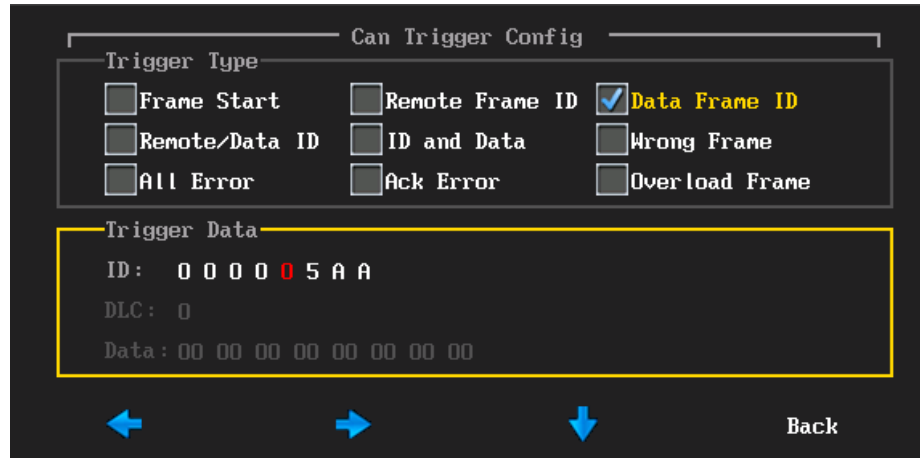 Can Trigger Config
Trigger Type
Frame Start Remote Frame ID Data Frame ID
Remote/Data ID ID and Data Wrong Frame
All Error Ack Error Overload Frame
Trigger Data
ID: 0 0 0 0 0 5 A A
DLC: 0
Data: 00 00 00 00 00 00 00 00
Back